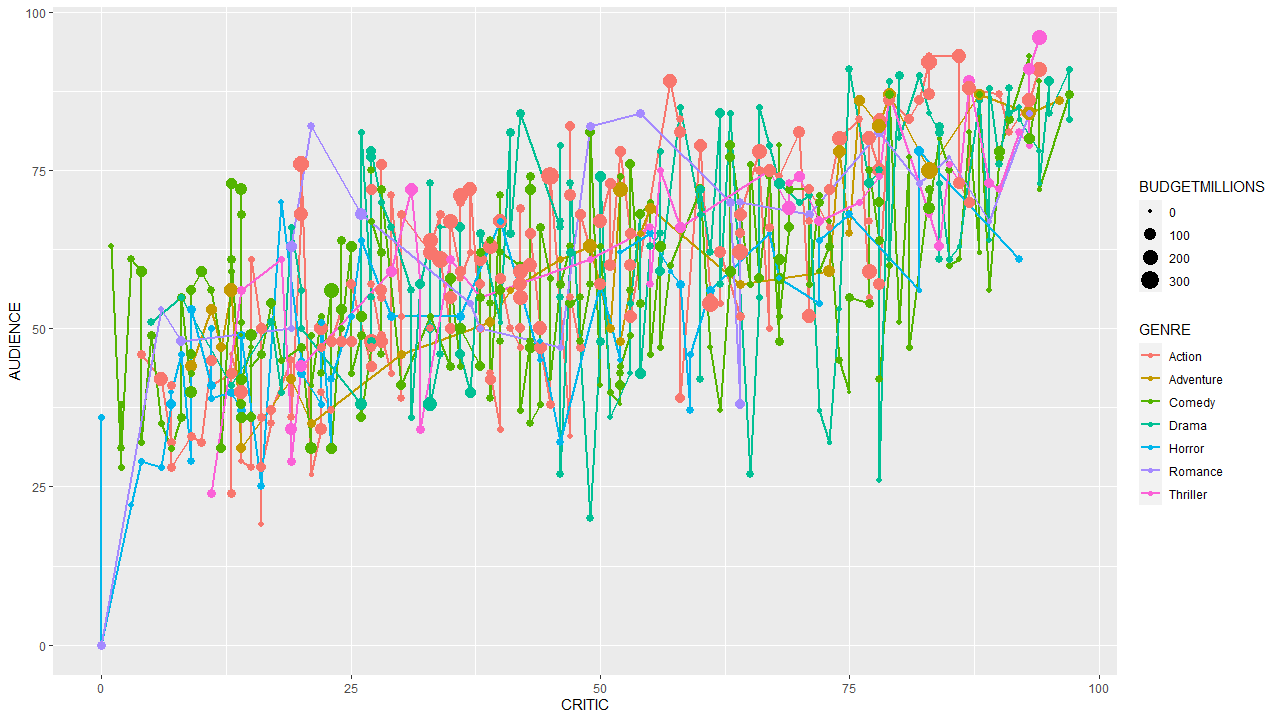 100
75
50
25
0
AUDIENCE
0 25 50 75 100
CRITIC
BUDGETMILLIONS
0
100
200
300
GENRE
Action
Adventure
Comedy
Drama
Horror
Romance
Thriller